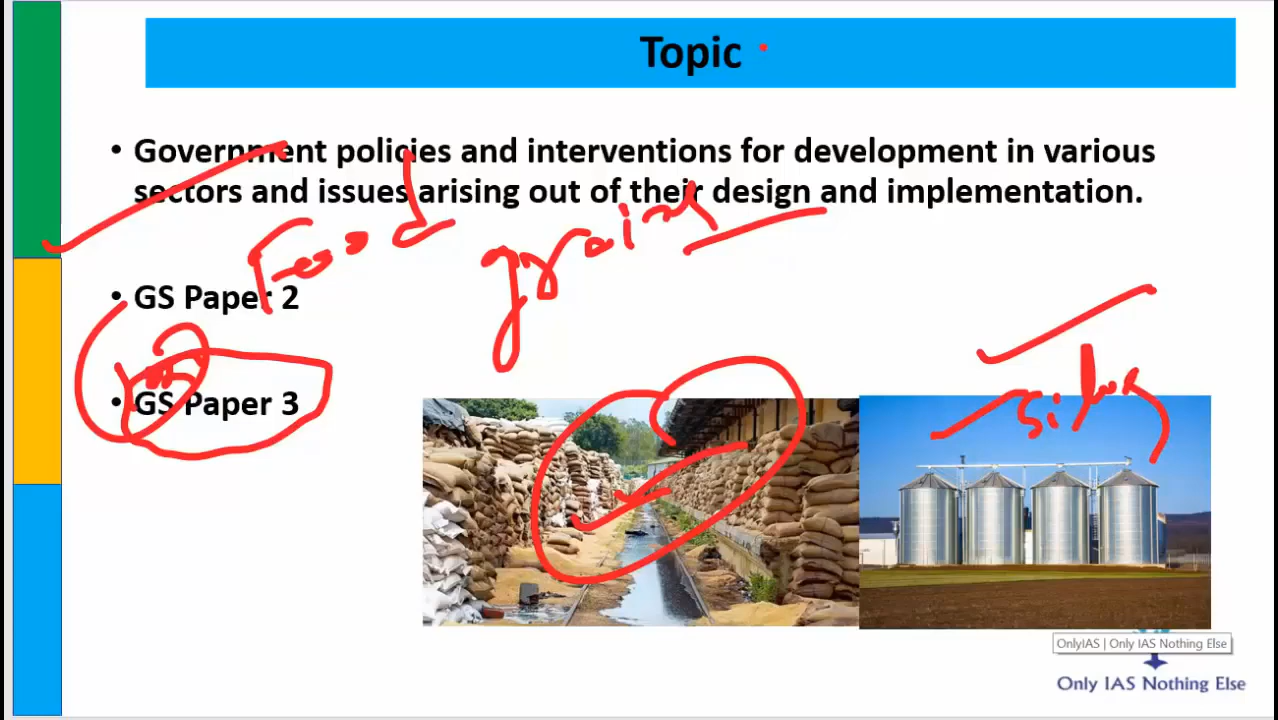 Topic
• Government policies and interventions for development in various
sectors and issues arising out of their design and implementation.
Food grains
• GS Paper 2
• GS Paper 3
Silos
OnlyIAS | Only IAS Nothing Else
Only IAS Nothing Else